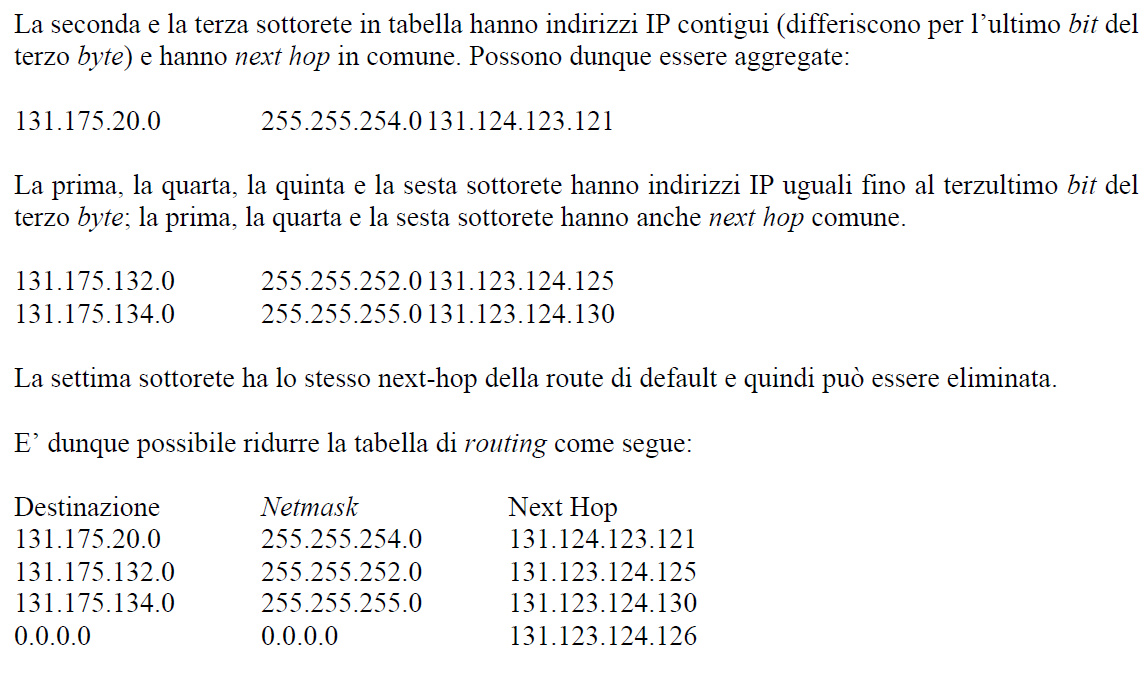 La seconda e la terza sottorete in tabella hanno indirizzi IP contigui (differiscono per l’ultimo bit del
terzo byte) e hanno next hop in comune. Possono dunque essere aggregate:
131.175.20.0 255.255.254.0 131.124.123.121
La prima, la quarta, la quinta e la sesta sottorete hanno indirizzi IP uguali fino al terzultimo bit del
terzo byte; la prima, la quarta e la sesta sottorete hanno anche next hop comune.
131.175.132.0 255.255.252.0 131.123.124.125
131.175.134.0 255.255.255.0 131.123.124.130
La settima sottorete ha lo stesso next-hop della route di default e quindi può essere eliminata.
E’ dunque possibile ridurre la tabella di routing come segue:
Destinazione Netmask Next Hop
131.175.20.0 255.255.254.0 131.124.123.121
131.175.132.0 255.255.252.0 131.123.124.125
131.175.134.0 255.255.255.0 131.123.124.130
0.0.0.0 0.0.0.0 131.123.124.126